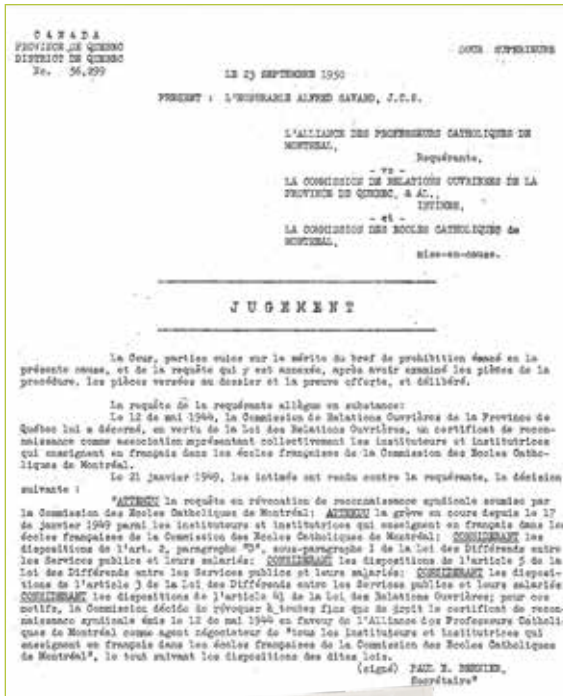 CANADA
PROVINCE DE QUEBEC
DISTRICT DE QUEBEC
No. 36,299
COUR SUPERIEURE
LE 23 SEPTEMBRE 1950
PRESENT : L'HONORABLE ALFRED SAVARD, J.C.S.
L'ALLIANCE DES PROFESSEURS CATHOLIQUES DE
MONTREAL,
Requérante,
- vs -
LA COMMISSION DE RELATIONS OUVRIERES DE LA
PROVINCE DE QUEBEC, & AL.,
INTIMES,
- et -
LA COMMISSION DES ECOLES CATHOLIQUES de
MONTREAL,
mise-en-cause.
JUGEMENT
La Cour, parties ouies sur le mérite du bref de prohibition émané en la
présente cause, et de la requête qui y est annexée, après avoir examiné les pièces de la
procédure, les pièces versées au dossier et la preuve offerte, et délibéré.
La requête de la requérante allègue en substance:
Le 12 de mai 1944, la Commission de Relations Ouvrières de la Province de
Québec lui a décerné, en vertu de la Loi des Relations Ouvrières, un certificat de recon-
naissance comme association représentant collectivement les instituteurs et institutrices
qui enseignent en français dans les écoles françaises de la Commission des Ecoles Catho-
liques de Montréal.
Le 21 janvier 1949, les intimés ont rendu contre la requérante, la décision
suivante :
"ATTENDU la requête en révocation de reconnaissance syndicale soumise par
la Commission des Ecoles Catholiques de Montréal; ATTENDU la grève en cours depuis le 17
de janvier 1949 parmi les instituteurs et institutrices qui enseignent en français dans les
écoles françaises de la Commission des Ecoles Catholiques de Montréal; CONSIDERANT les
dispositions de l'art. 2, paragraphe "D", sous-paragraphe 1 de la Loi des Différends entre
les Services publics et leurs salariés; CONSIDERANT les dispositions de l'article 5 de la
Loi des Différends entre les Services publics et leurs salariés; CONSIDERANT les disposi-
tions de l'article 3 de la Loi des Différends entre les Services publics et leurs salariés
CONSIDERANT les dispositions de l'article 41 de la Loi des Relations Ouvrières; pour ces
motifs, la Commission décide de révoquer à toutes fins que de droit le certificat de recon-
naissance syndicale émis le 12 de mai 1944 en faveur de l'Alliance des Professeurs Catholi-
ques de Montréal comme agent négociateur de "tous les instituteurs et institutrices qui
enseignent en français dans les écoles françaises de la Commission des Ecoles Catholiques
de Montréal", le tout suivant les dispositions des dites lois.
(signé) PAUL E. BERNIER,
Secrétaire"